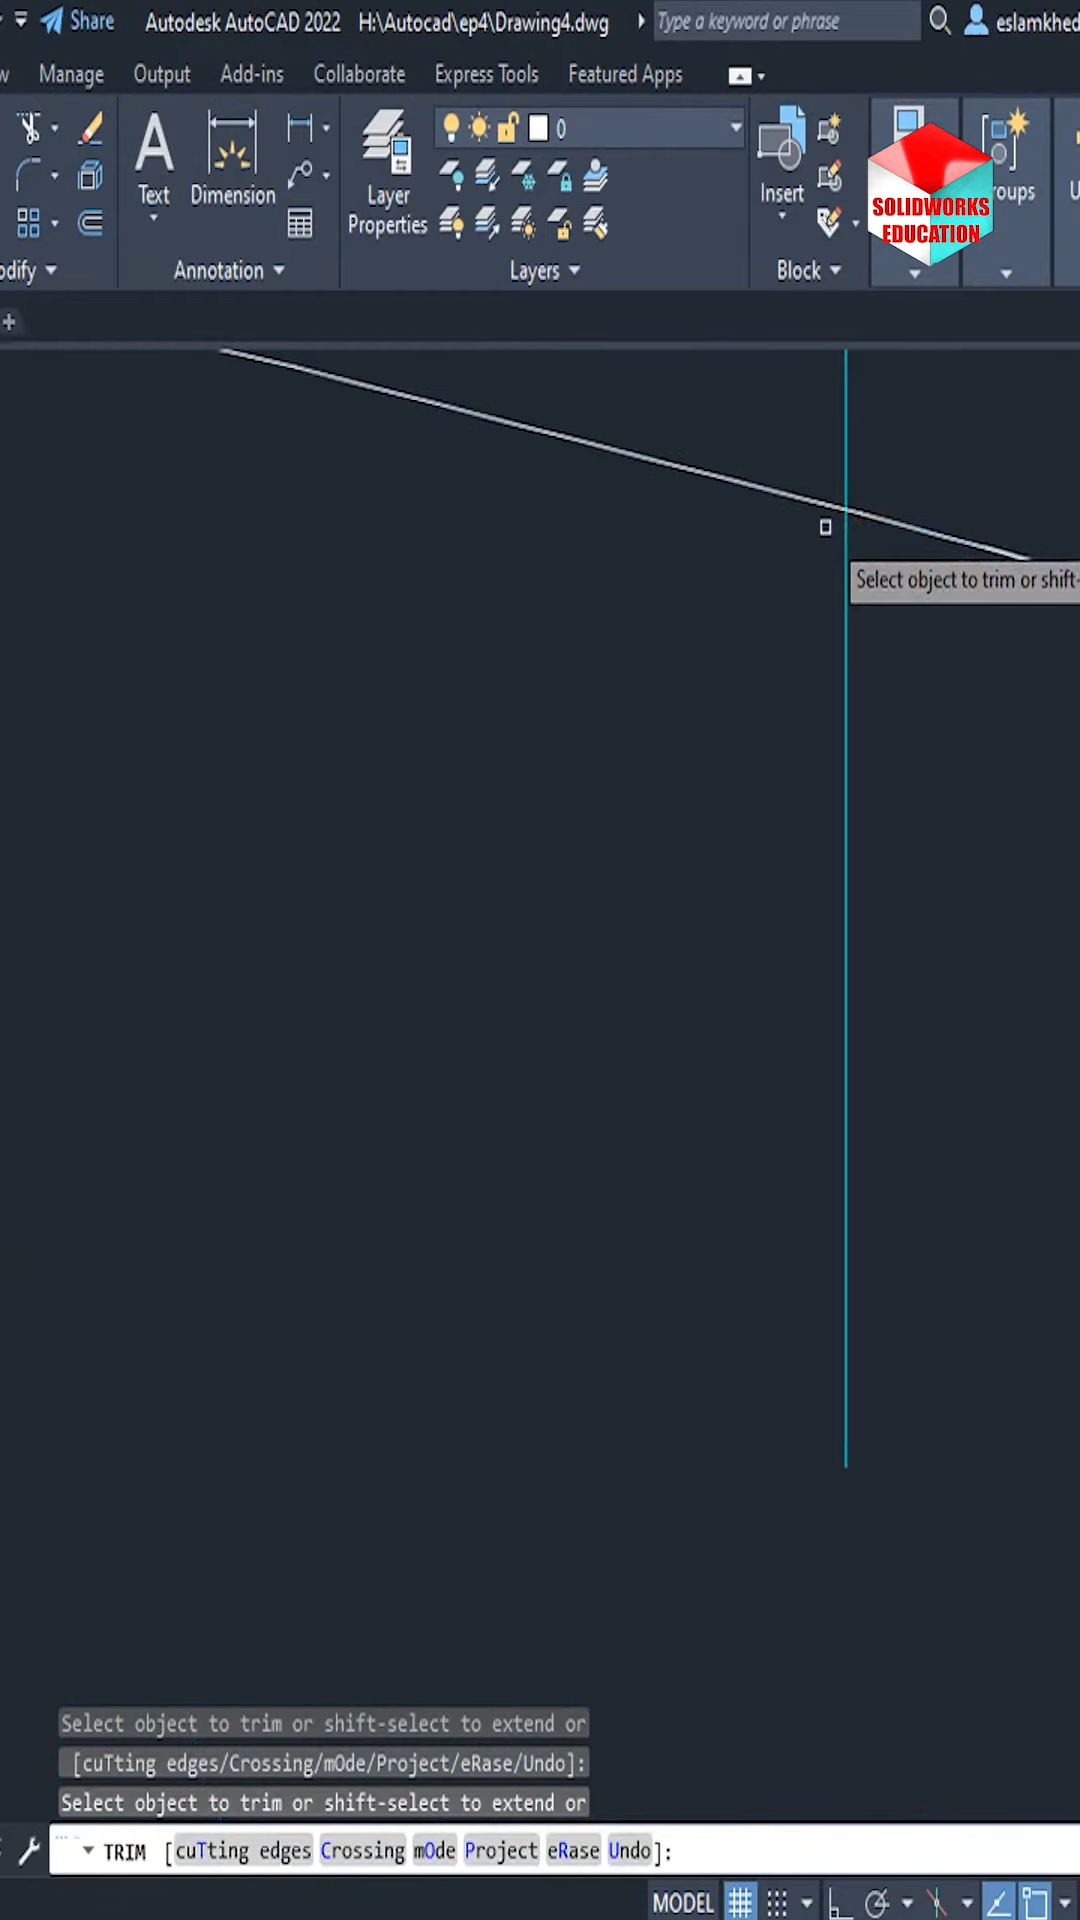 Share Autodesk AutoCAD 2022 H:\Autocad\ep4\Drawing4.dwg Type a keyword or phrase eslamkhed
w Manage Output Add-ins Collaborate Express Tools Featured Apps
0
Text Dimension Layer Properties Insert roups U
SOLIDWORKS
EDUCATION
odify Annotation Layers Block
Select object to trim or shift-
Select object to trim or shift-select to extend or
[cuTting edges/Crossing/mOde/Project/eRase/Undo]:
Select object to trim or shift-select to extend or
TRIM [cuTting edges Crossing mOde Project eRase Undo]:
MODEL